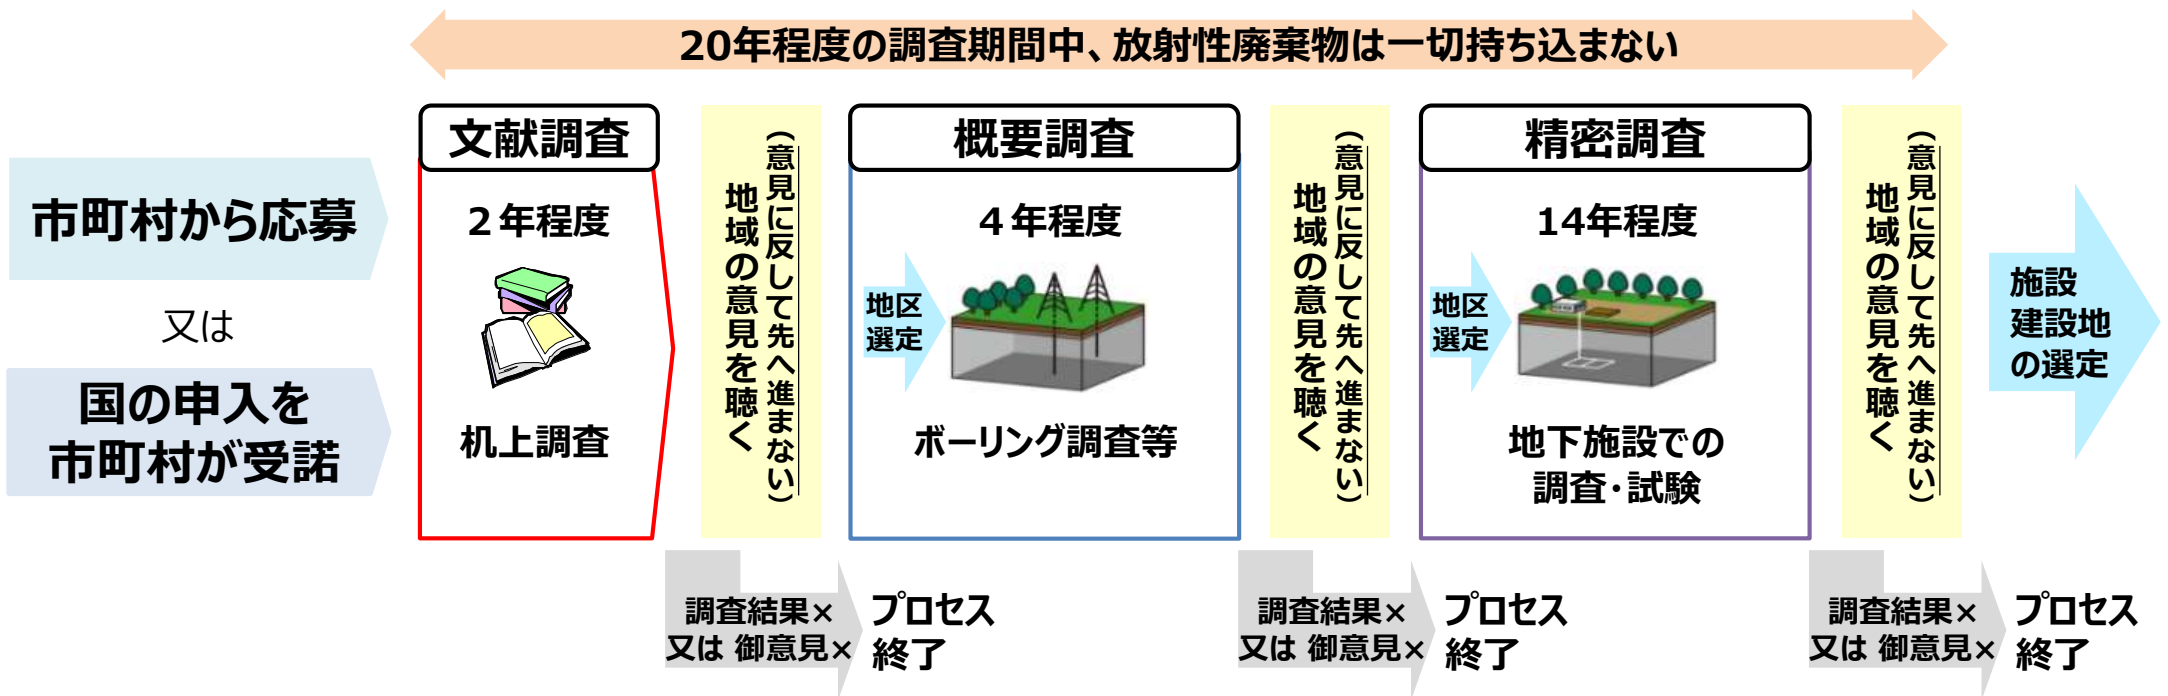 20年程度の調査期間中、放射性廃棄物は一切持ち込まない
市町村から応募
又は
国の申入を
市町村が受諾
文献調査
２年程度
机上調査
地域の意見を聴く
（意見に反して先へ進まない）
調査結果×
又は 御意見×
プロセス
終了
概要調査
４年程度
地区
選定
ボーリング調査等
地域の意見を聴く
（意見に反して先へ進まない）
調査結果×
又は 御意見×
プロセス
終了
精密調査
14年程度
地区
選定
地下施設での
調査・試験
地域の意見を聴く
（意見に反して先へ進まない）
調査結果×
又は 御意見×
プロセス
終了
施設
建設地
の選定